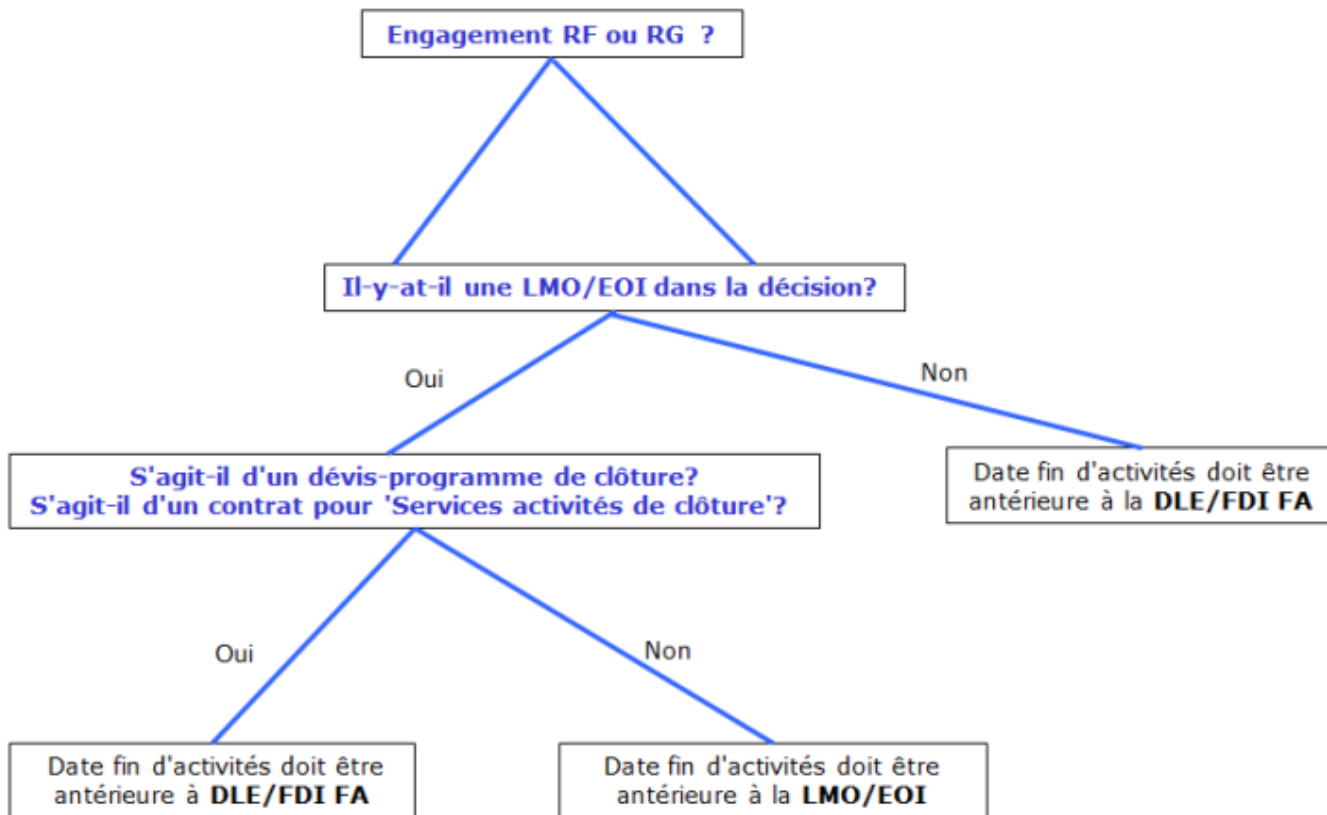 Engagement RF ou RG ?
Il-y-at-il une LMO/EOI dans la décision?
Oui
Non
S'agit-il d'un dévis-programme de clôture?
S'agit-il d'un contrat pour 'Services activités de clôture'?
Date fin d'activités doit être
antérieure à la DLE/FDI FA
Oui
Non
Date fin d'activités doit être
antérieure à DLE/FDI FA
Date fin d'activités doit être
antérieure à la LMO/EOI